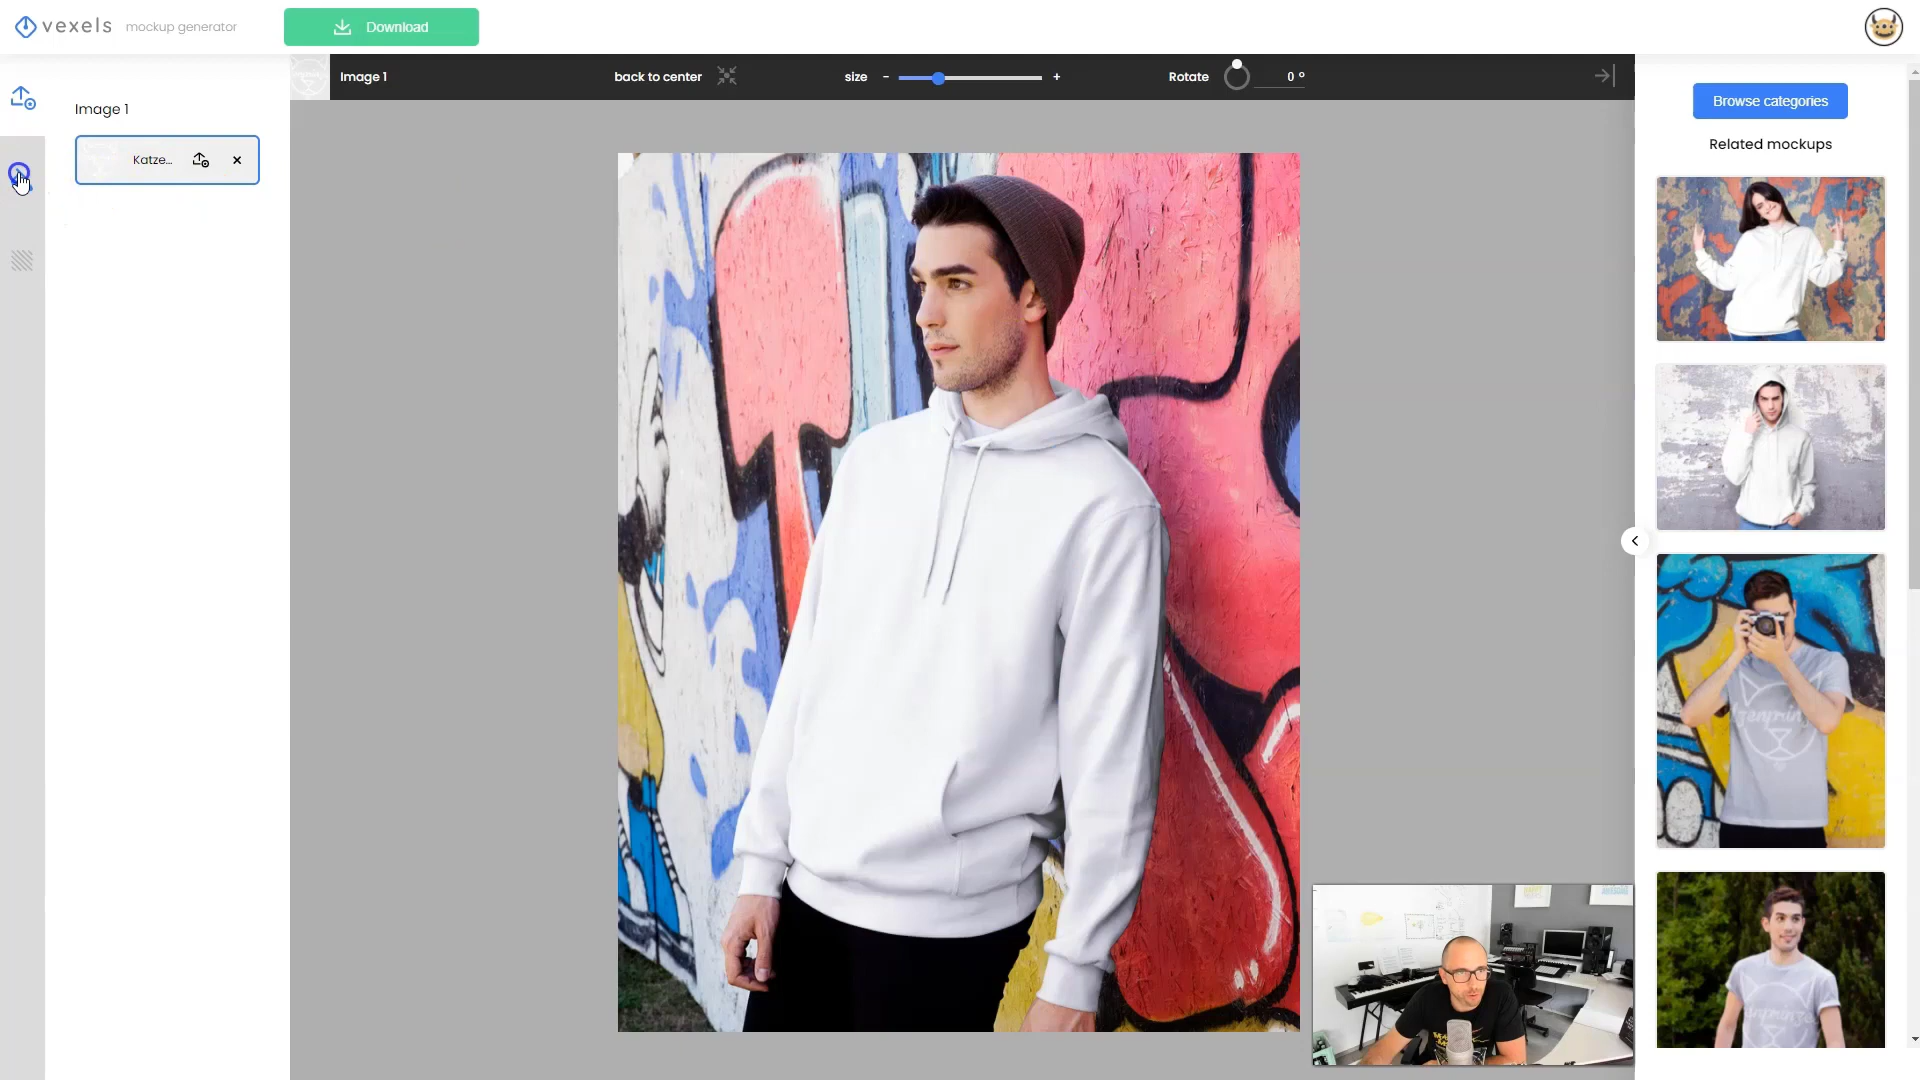 vexels mockup generator
Download
Image 1
back to center
size - +
Rotate 0 º
Image 1
Katze...
Browse categories
Related mockups